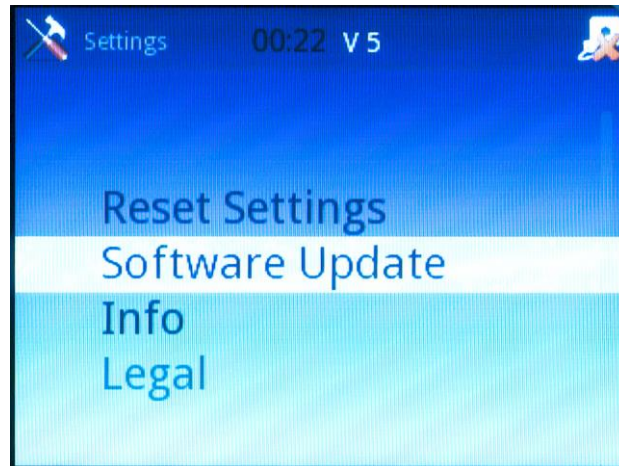 Settings 00:22 V 5
Reset Settings
Software Update
Info
Legal